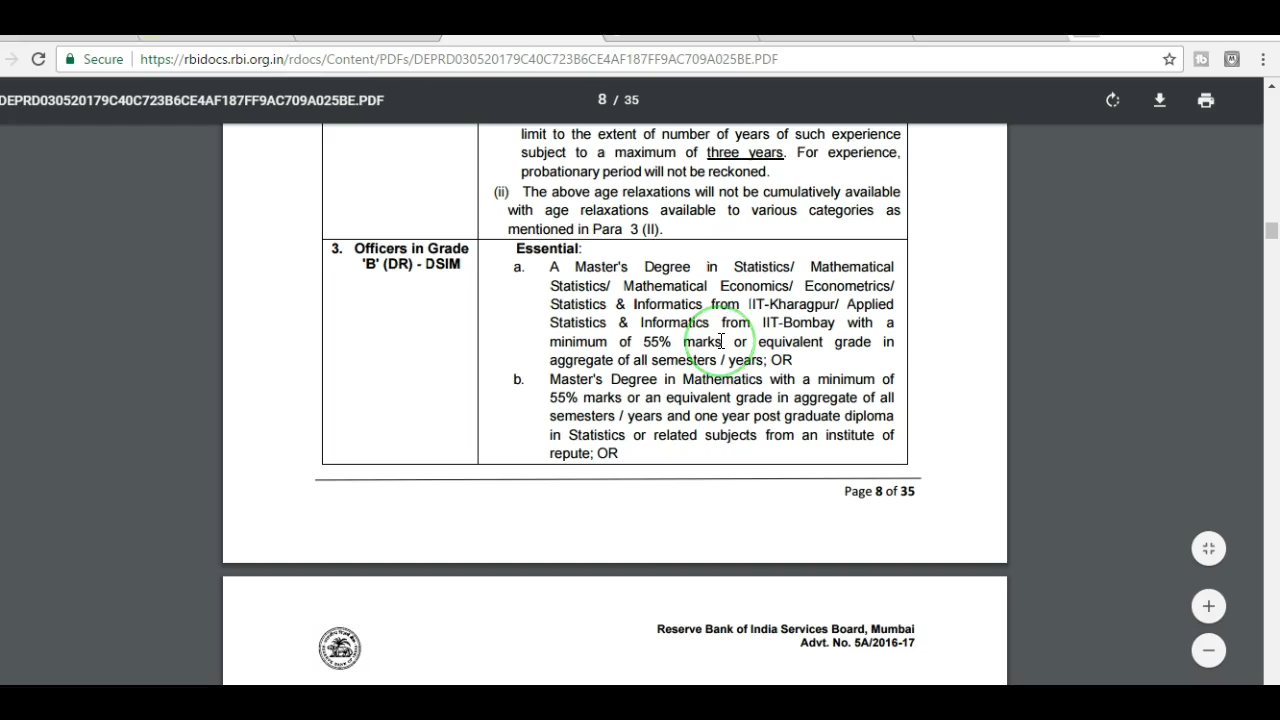 Secure https://rbidocs.rbi.org.in/rdocs/Content/PDFs/DEPRD030520179C40C723B6CE4AF187FF9AC709A025BE.PDF
DEPRD030520179C40C723B6CE4AF187FF9AC709A025BE.PDF
8 / 35
limit to the extent of number of years of such experience
subject to a maximum of three years. For experience,
probationary period will not be reckoned.
(ii) The above age relaxations will not be cumulatively available
with age relaxations available to various categories as
mentioned in Para 3 (II).
3. Officers in Grade
'B' (DR) - DSIM
Essential:
a. A Master's Degree in Statistics/ Mathematical
Statistics/ Mathematical Economics/ Econometrics/
Statistics & Informatics from IIT-Kharagpur/ Applied
Statistics & Informatics from IIT-Bombay with a
minimum of 55% marks or equivalent grade in
aggregate of all semesters / years; OR
b. Master's Degree in Mathematics with a minimum of
55% marks or an equivalent grade in aggregate of all
semesters / years and one year post graduate diploma
in Statistics or related subjects from an institute of
repute; OR
Page 8 of 35
Reserve Bank of India Services Board, Mumbai
Advt. No. 5A/2016-17